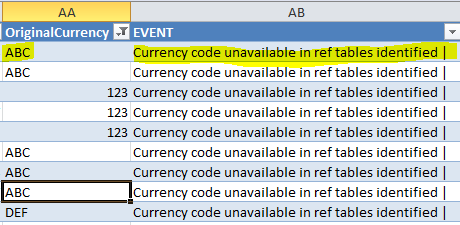 AA AB
OriginalCurrency EVENT
ABC Currency code unavailable in ref tables identified |
ABC Currency code unavailable in ref tables identified |
123 Currency code unavailable in ref tables identified |
123 Currency code unavailable in ref tables identified |
123 Currency code unavailable in ref tables identified |
ABC Currency code unavailable in ref tables identified |
ABC Currency code unavailable in ref tables identified |
ABC Currency code unavailable in ref tables identified |
DEF Currency code unavailable in ref tables identified |